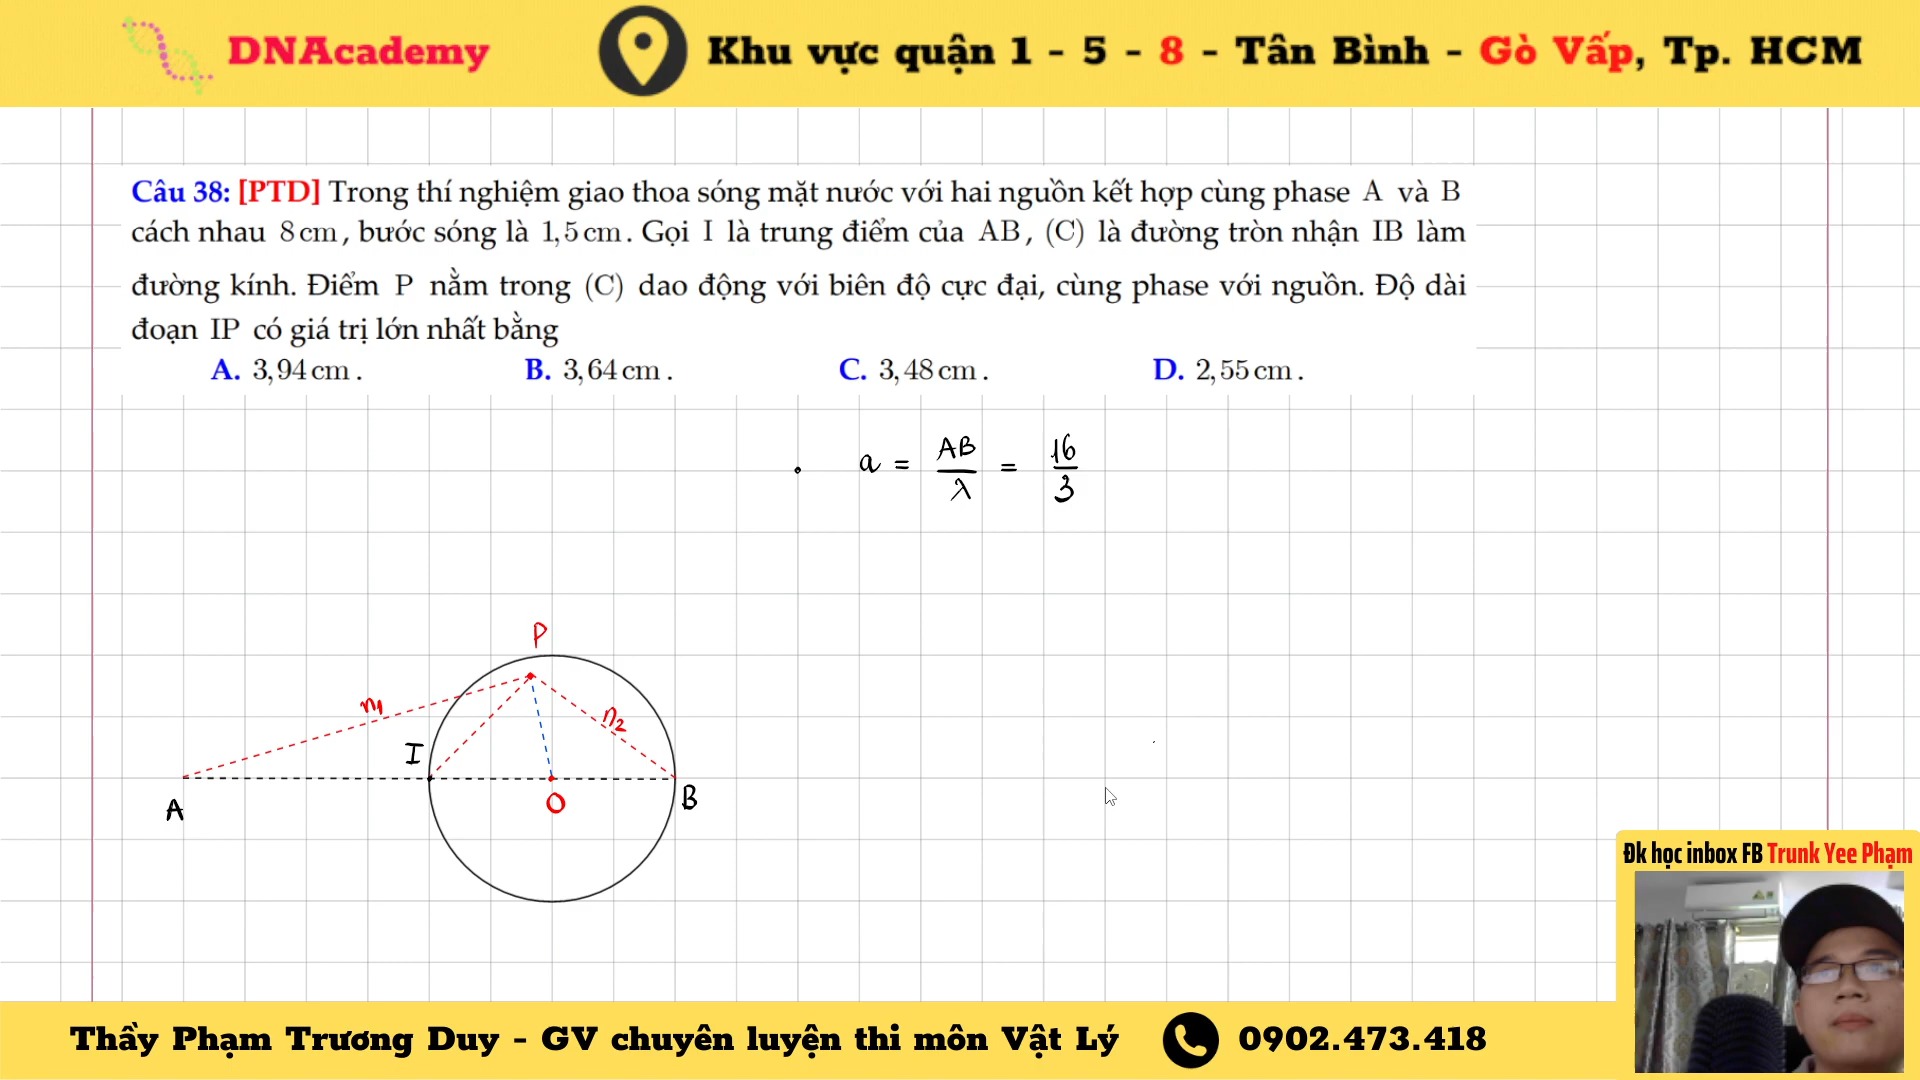 DNAcademy
Khu vực quận 1 - 5 - 8 - Tân Bình - Gò Vấp, Tp. HCM
Câu 38: [PTD] Trong thí nghiệm giao thoa sóng mặt nước với hai nguồn kết hợp cùng phase A và B
cách nhau 8 cm, bước sóng là 1,5 cm. Gọi I là trung điểm của AB, (C) là đường tròn nhận IB làm
đường kính. Điểm P nằm trong (C) dao động với biên độ cực đại, cùng phase với nguồn. Độ dài
đoạn IP có giá trị lớn nhất bằng
A. 3,94 cm. B. 3,64 cm. C. 3,48 cm. D. 2,55 cm.
• a = AB/λ = 16/3
P
n1
n2
I
A
O
B
Đk học inbox FB Trunk Yee Phạm
Thầy Phạm Trương Duy - GV chuyên luyện thi môn Vật Lý 0902.473.418